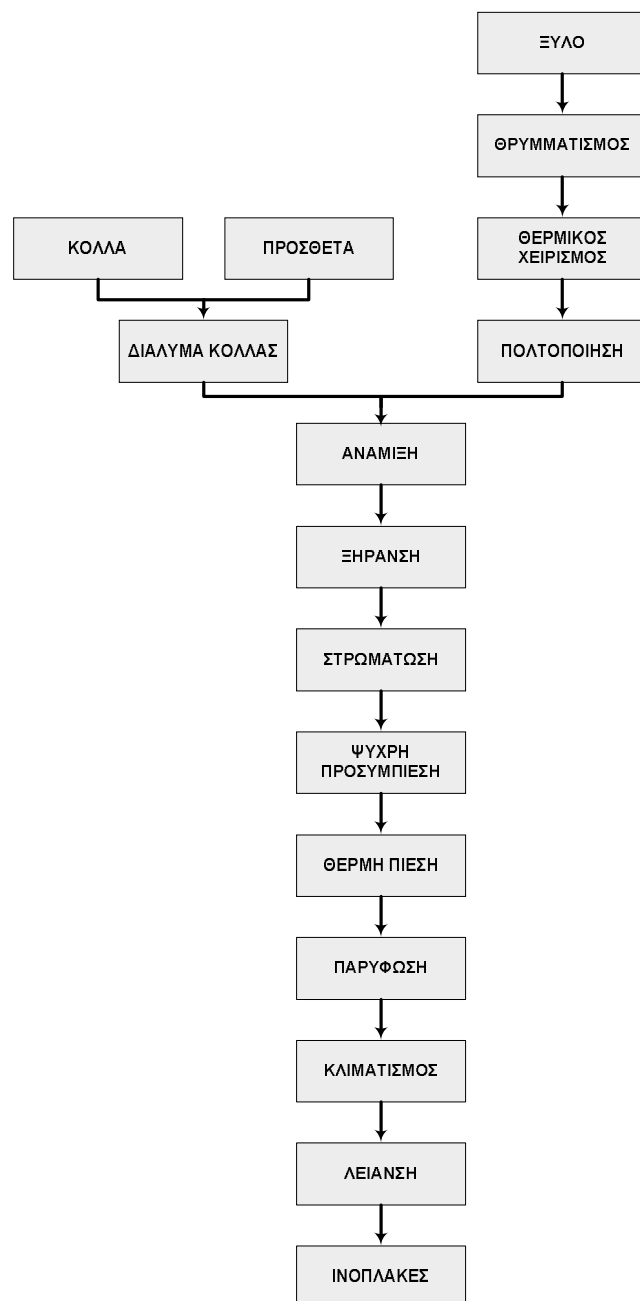 ΞΥΛΟ
ΘΡΥΜΜΑΤΙΣΜΟΣ
ΚΟΛΛΑ
ΠΡΟΣΘΕΤΑ
ΘΕΡΜΙΚΟΣ
ΧΕΙΡΙΣΜΟΣ
ΔΙΑΛΥΜΑ ΚΟΛΛΑΣ
ΠΟΛΤΟΠΟΙΗΣΗ
ΑΝΑΜΙΞΗ
ΞΗΡΑΝΣΗ
ΣΤΡΩΜΑΤΩΣΗ
ΨΥΧΡΗ
ΠΡΟΣΥΜΠΙΕΣΗ
ΘΕΡΜΗ ΠΙΕΣΗ
ΠΑΡΥΦΩΣΗ
ΚΛΙΜΑΤΙΣΜΟΣ
ΛΕΙΑΝΣΗ
ΙΝΟΠΛΑΚΕΣ